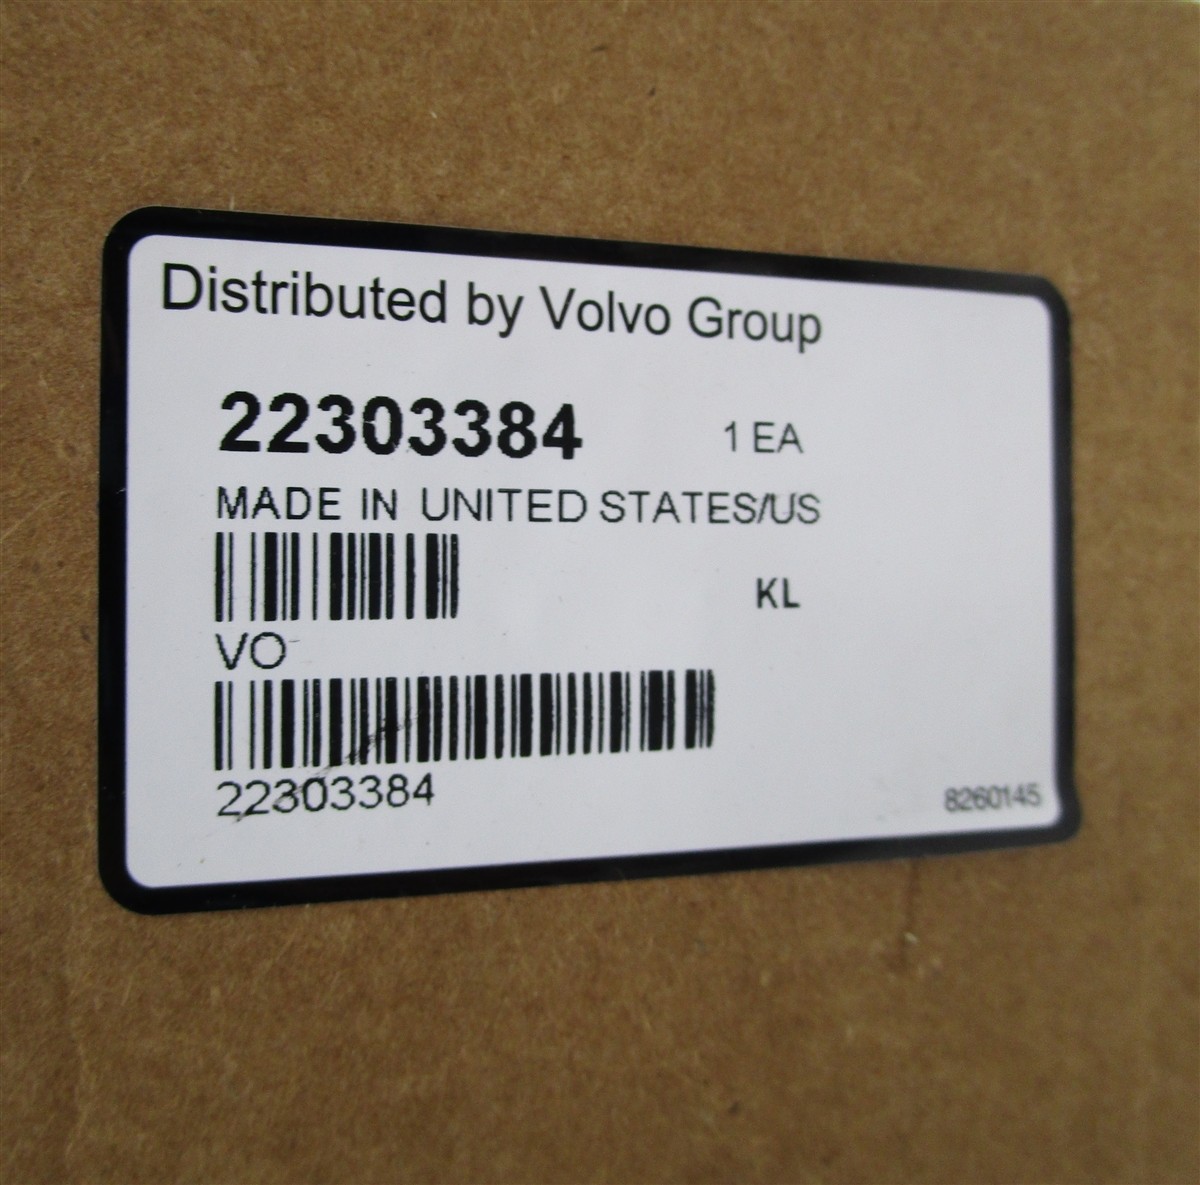 Distributed by Volvo Group
22303384 1 EA
MADE IN UNITED STATES/US
KL
VO
22303384
8260145